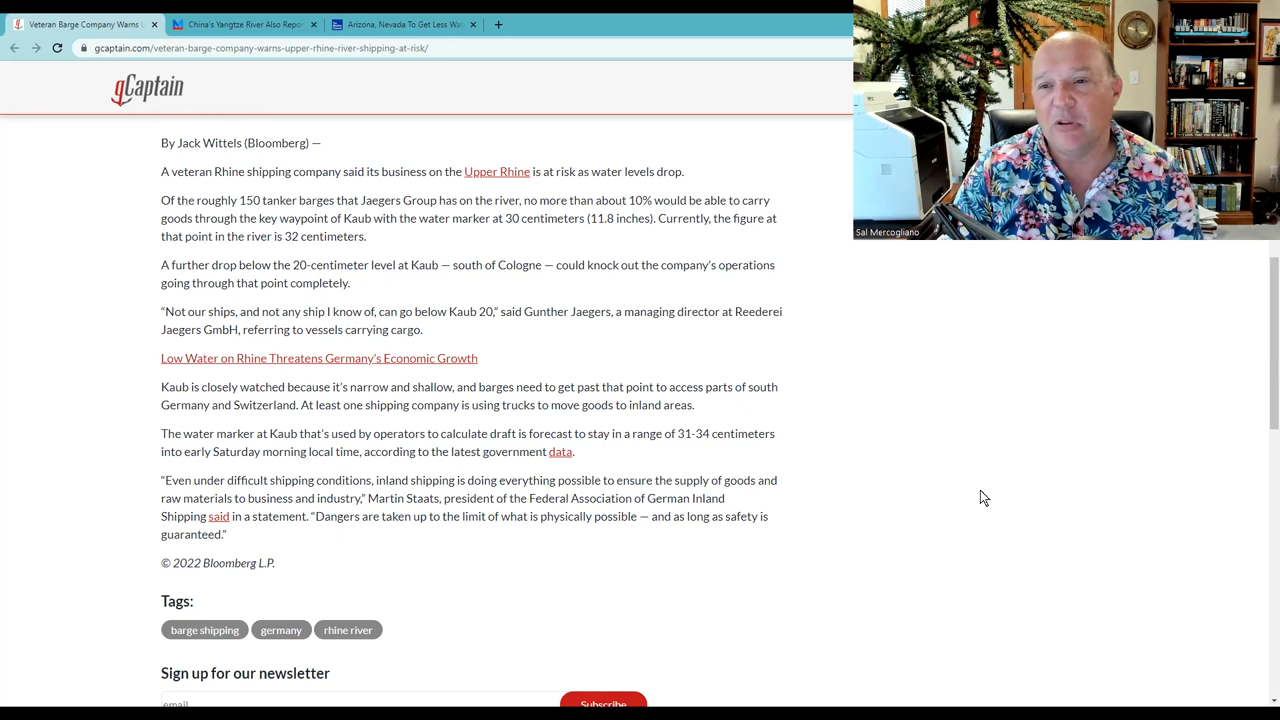 Veteran Barge Company Warns U
China's Yangtze River Also Repo
Arizona, Nevada To Get Less Wa
gcaptain.com/veteran-barge-company-warns-upper-rhine-river-shipping-at-risk/
gCaptain
Sal Mercogliano
By Jack Wittels (Bloomberg) —
A veteran Rhine shipping company said its business on the Upper Rhine is at risk as water levels drop.
Of the roughly 150 tanker barges that Jaegers Group has on the river, no more than about 10% would be able to carry
goods through the key waypoint of Kaub with the water marker at 30 centimeters (11.8 inches). Currently, the figure at
that point in the river is 32 centimeters.
A further drop below the 20-centimeter level at Kaub — south of Cologne — could knock out the company's operations
going through that point completely.
“Not our ships, and not any ship I know of, can go below Kaub 20,” said Gunther Jaegers, a managing director at Reederei
Jaegers GmbH, referring to vessels carrying cargo.
Low Water on Rhine Threatens Germany's Economic Growth
Kaub is closely watched because it's narrow and shallow, and barges need to get past that point to access parts of south
Germany and Switzerland. At least one shipping company is using trucks to move goods to inland areas.
The water marker at Kaub that's used by operators to calculate draft is forecast to stay in a range of 31-34 centimeters
into early Saturday morning local time, according to the latest government data.
“Even under difficult shipping conditions, inland shipping is doing everything possible to ensure the supply of goods and
raw materials to business and industry,” Martin Staats, president of the Federal Association of German Inland
Shipping said in a statement. “Dangers are taken up to the limit of what is physically possible — and as long as safety is
guaranteed.”
© 2022 Bloomberg L.P.
Tags:
barge shipping germany rhine river
Sign up for our newsletter
email
Subscribe